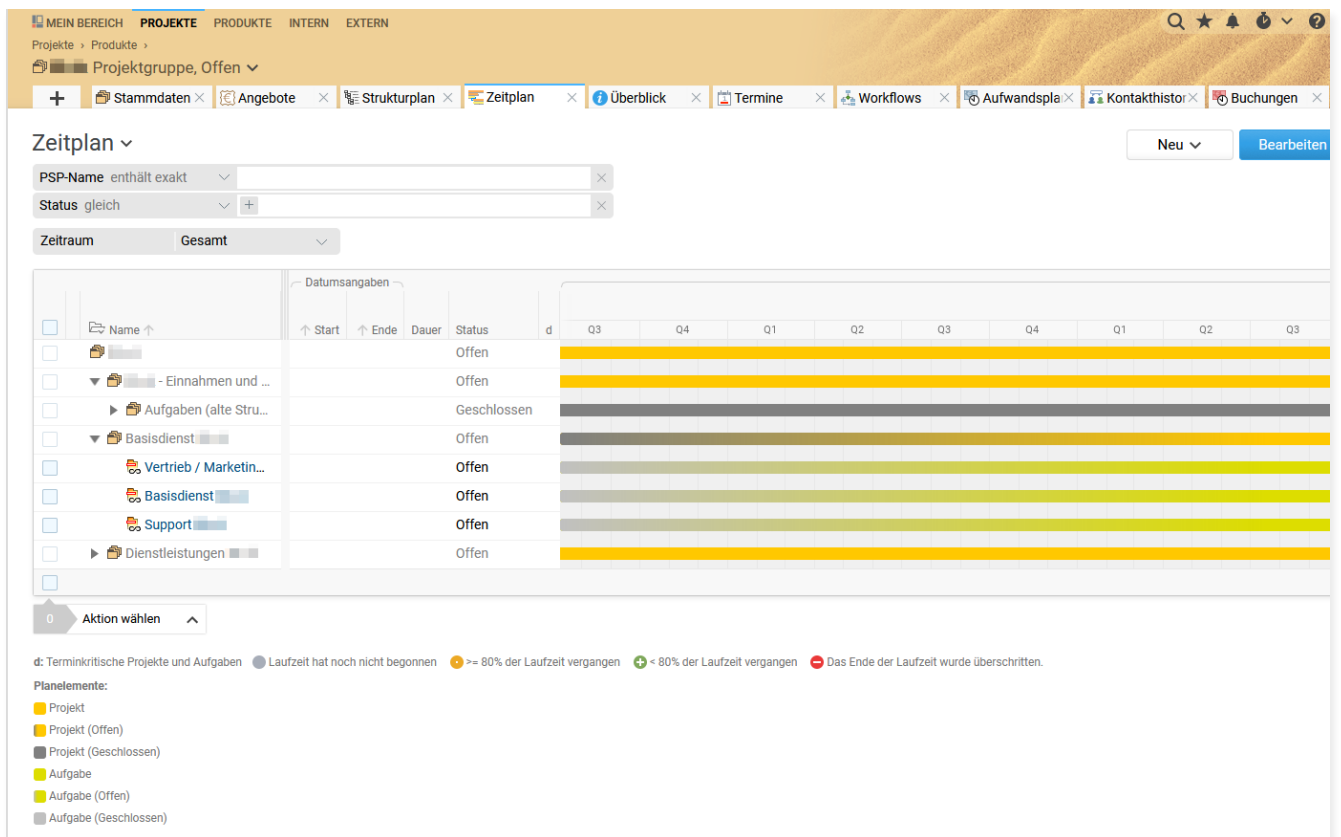 MEIN BEREICH PROJEKTE PRODUKTE INTERN EXTERN
Projekte › Produkte ›
Projektgruppe, Offen
+ Stammdaten Angebote Strukturplan Zeitplan Überblick Termine Workflows Aufwandspla Kontakthistor Buchungen
Zeitplan
Neu Bearbeiten
PSP-Name enthält exakt
Status gleich +
Zeitraum Gesamt
Datumsangaben
Name Start Ende Dauer Status d Q3 Q4 Q1 Q2 Q3 Q4 Q1 Q2 Q3
Offen
- Einnahmen und ... Offen
Aufgaben (alte Stru... Geschlossen
Basisdienst Offen
Vertrieb / Marketin... Offen
Basisdienst Offen
Support Offen
Dienstleistungen Offen
0 Aktion wählen
d: Terminkritische Projekte und Aufgaben Laufzeit hat noch nicht begonnen >= 80% der Laufzeit vergangen < 80% der Laufzeit vergangen Das Ende der Laufzeit wurde überschritten.
Planelemente:
Projekt
Projekt (Offen)
Projekt (Geschlossen)
Aufgabe
Aufgabe (Offen)
Aufgabe (Geschlossen)